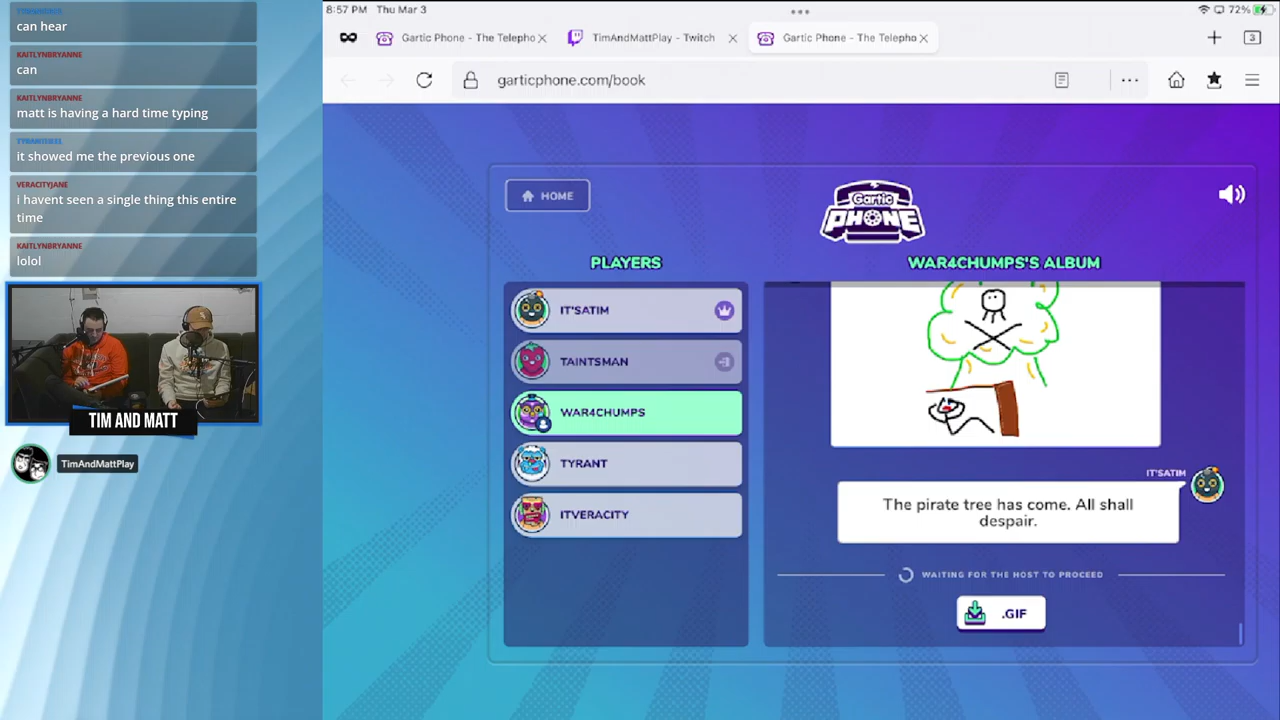 can hear
KAITLYNBRYANNE
can
KAITLYNBRYANNE
matt is having a hard time typing
it showed me the previous one
VERACITYJANE
i havent seen a single thing this entire
time
KAITLYNBRYANNE
lolol
TIM AND MATT
TimAndMattPlay
8:57 PM Thu Mar 3
72%
Gartic Phone - The Telepho
TimAndMattPlay - Twitch
Gartic Phone - The Telepho
3
garticphone.com/book
HOME
Gartic
PHONE
PLAYERS
IT'SATIM
TAINTSMAN
WAR4CHUMPS
TYRANT
ITVERACITY
WAR4CHUMPS'S ALBUM
IT'SATIM
The pirate tree has come. All shall
despair.
WAITING FOR THE HOST TO PROCEED
.GIF